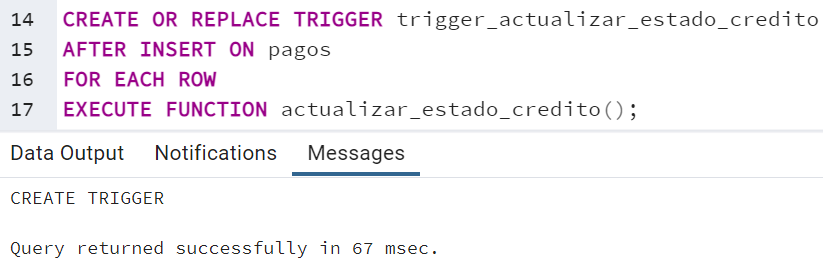 14 CREATE OR REPLACE TRIGGER trigger_actualizar_estado_credito
15 AFTER INSERT ON pagos
16 FOR EACH ROW
17 EXECUTE FUNCTION actualizar_estado_credito();
Data Output Notifications Messages
CREATE TRIGGER
Query returned successfully in 67 msec.